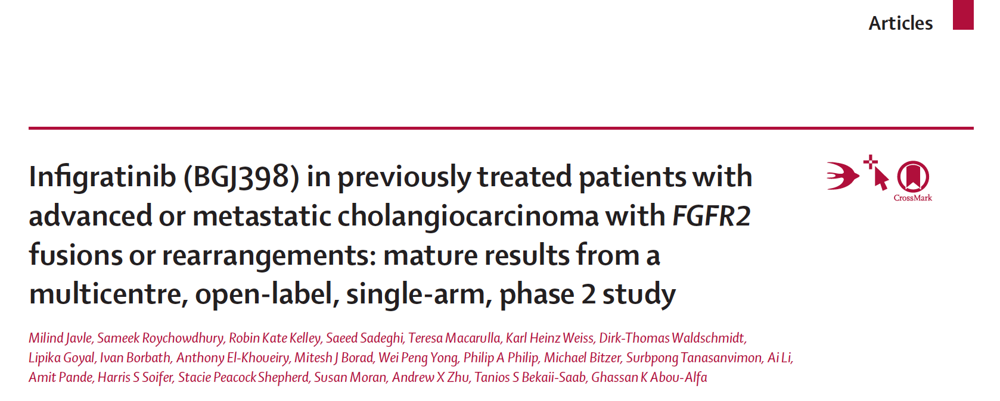 Articles
Infigratinib (BGJ398) in previously treated patients with
advanced or metastatic cholangiocarcinoma with FGFR2
fusions or rearrangements: mature results from a
multicentre, open-label, single-arm, phase 2 study
CrossMark
Milind Javle, Sameek Roychowdhury, Robin Kate Kelley, Saeed Sadeghi, Teresa Macarulla, Karl Heinz Weiss, Dirk-Thomas Waldschmidt,
Lipika Goyal, Ivan Borbath, Anthony El-Khoueiry, Mitesh J Borad, Wei Peng Yong, Philip A Philip, Michael Bitzer, Surbpong Tanasanvimon, Ai Li,
Amit Pande, Harris S Soifer, Stacie Peacock Shepherd, Susan Moran, Andrew X Zhu, Tanios S Bekaii-Saab, Ghassan K Abou-Alfa